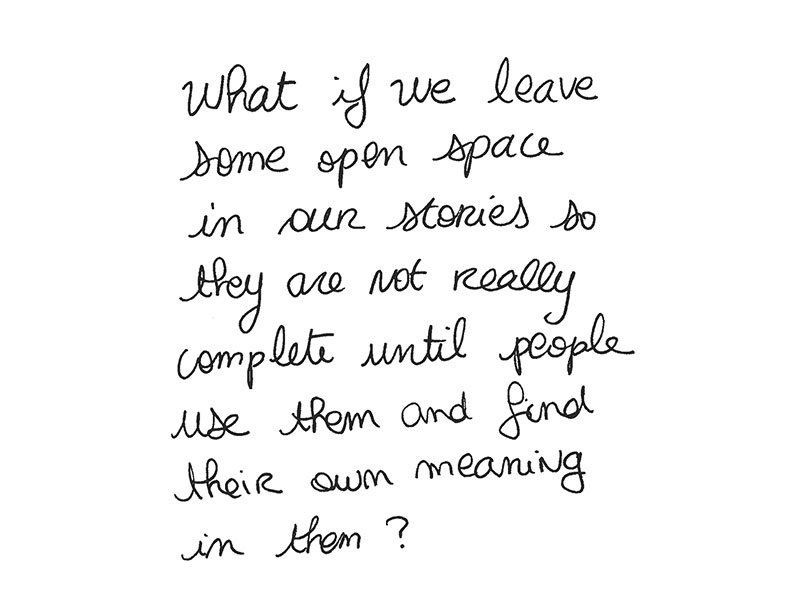 What if we leave
some open space
in our stories so
they are not really
complete until people
use them and find
their own meaning
in them ?